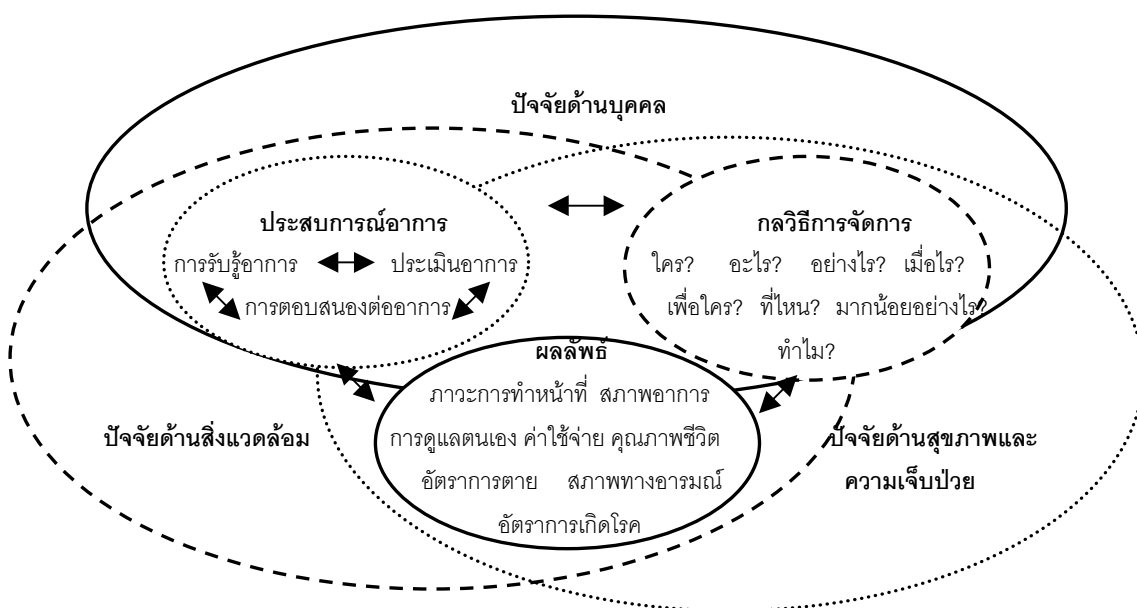 ปัจจัยด้านบุคคล
ประสบการณ์อาการ
การรับรู้อาการ ประเมินอาการ
การตอบสนองต่ออาการ
กลวิธีการจัดการ
ใคร? อะไร? อย่างไร? เมื่อไร?
เพื่อใคร? ที่ไหน? มากน้อยอย่างไร?
ทำไม?
ผลลัพธ์
ภาวะการทำหน้าที่ สภาพอาการ
การดูแลตนเอง ค่าใช้จ่าย คุณภาพชีวิต
อัตราการตาย สภาพทางอารมณ์
อัตราการเกิดโรค
ปัจจัยด้านสิ่งแวดล้อม
ปัจจัยด้านสุขภาพและ
ความเจ็บป่วย